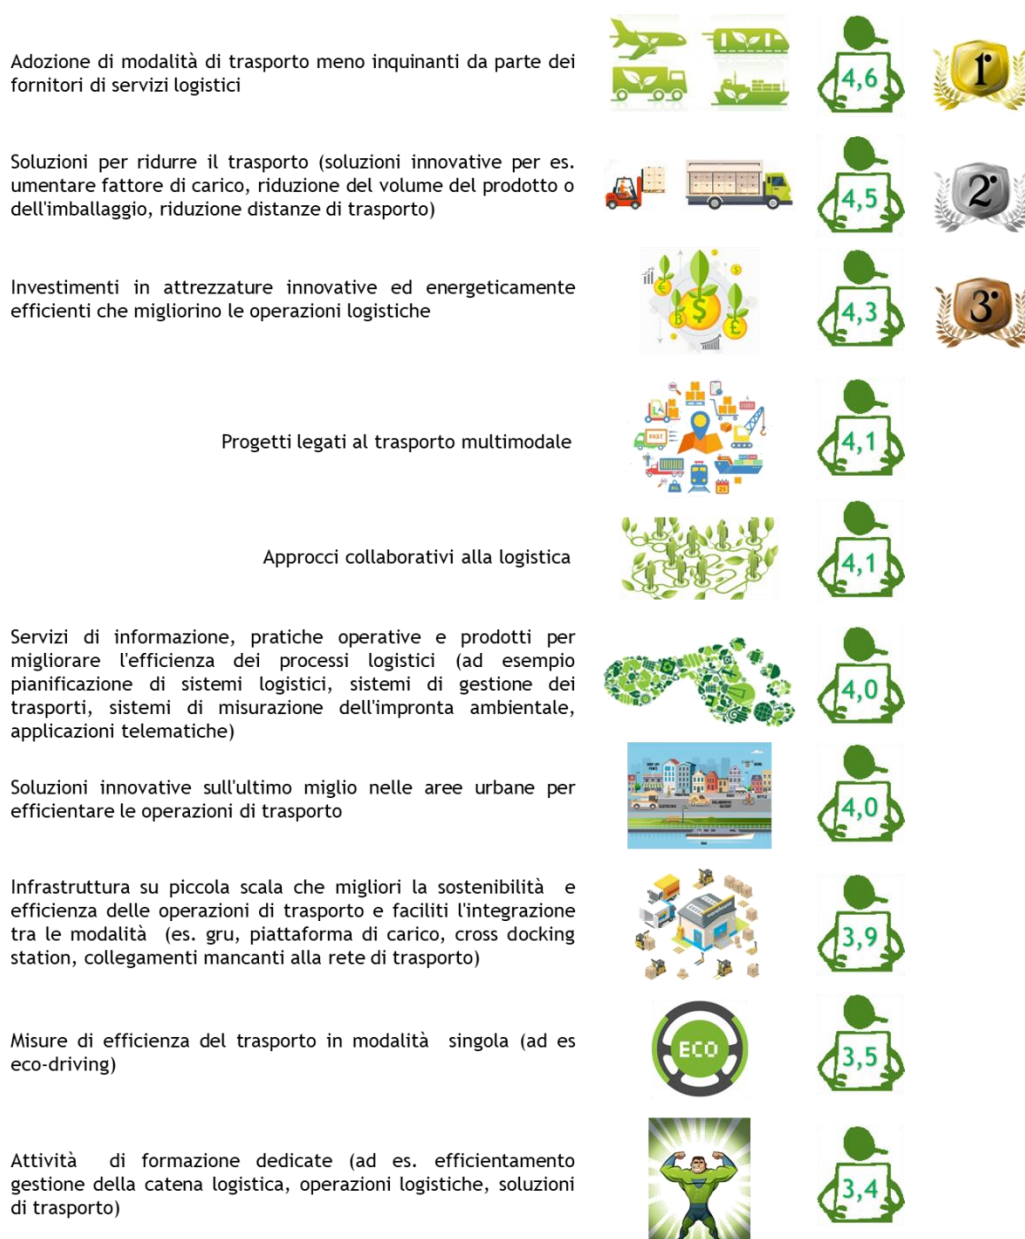 Adozione di modalità di trasporto meno inquinanti da parte dei
fornitori di servizi logistici
4,6
1°
Soluzioni per ridurre il trasporto (soluzioni innovative per es.
umentare fattore di carico, riduzione del volume del prodotto o
dell'imballaggio, riduzione distanze di trasporto)
4,5
2°
Investimenti in attrezzature innovative ed energeticamente
efficienti che migliorino le operazioni logistiche
4,3
3°
Progetti legati al trasporto multimodale
FAST
4,1
Approcci collaborativi alla logistica
4,1
Servizi di informazione, pratiche operative e prodotti per
migliorare l'efficienza dei processi logistici (ad esempio
pianificazione di sistemi logistici, sistemi di gestione dei
trasporti, sistemi di misurazione dell'impronta ambientale,
applicazioni telematiche)
4,0
Soluzioni innovative sull'ultimo miglio nelle aree urbane per
efficientare le operazioni di trasporto
4,0
Infrastruttura su piccola scala che migliori la sostenibilità e
efficienza delle operazioni di trasporto e faciliti l'integrazione
tra le modalità (es. gru, piattaforma di carico, cross docking
station, collegamenti mancanti alla rete di trasporto)
3,9
Misure di efficienza del trasporto in modalità singola (ad es
eco-driving)
ECO
3,5
Attività di formazione dedicate (ad es. efficientamento
gestione della catena logistica, operazioni logistiche, soluzioni
di trasporto)
3,4